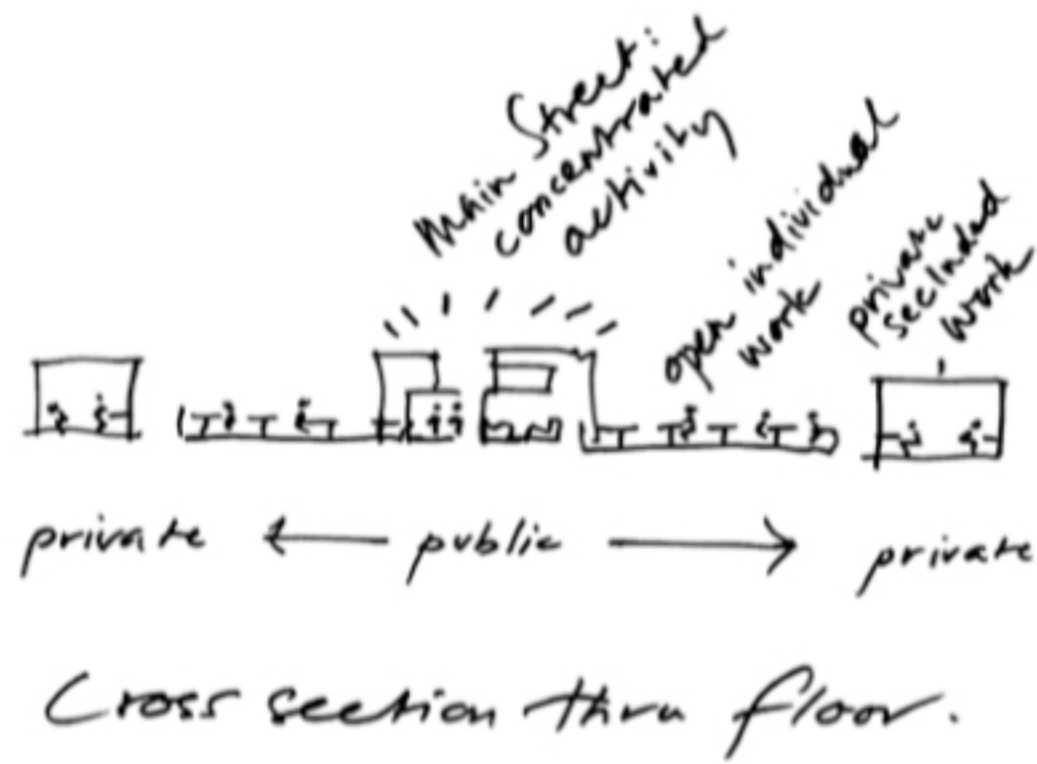 Main Street:
concentrated
activity
open individual
work
private
secluded
work
private ← public → private
Cross section thru floor.